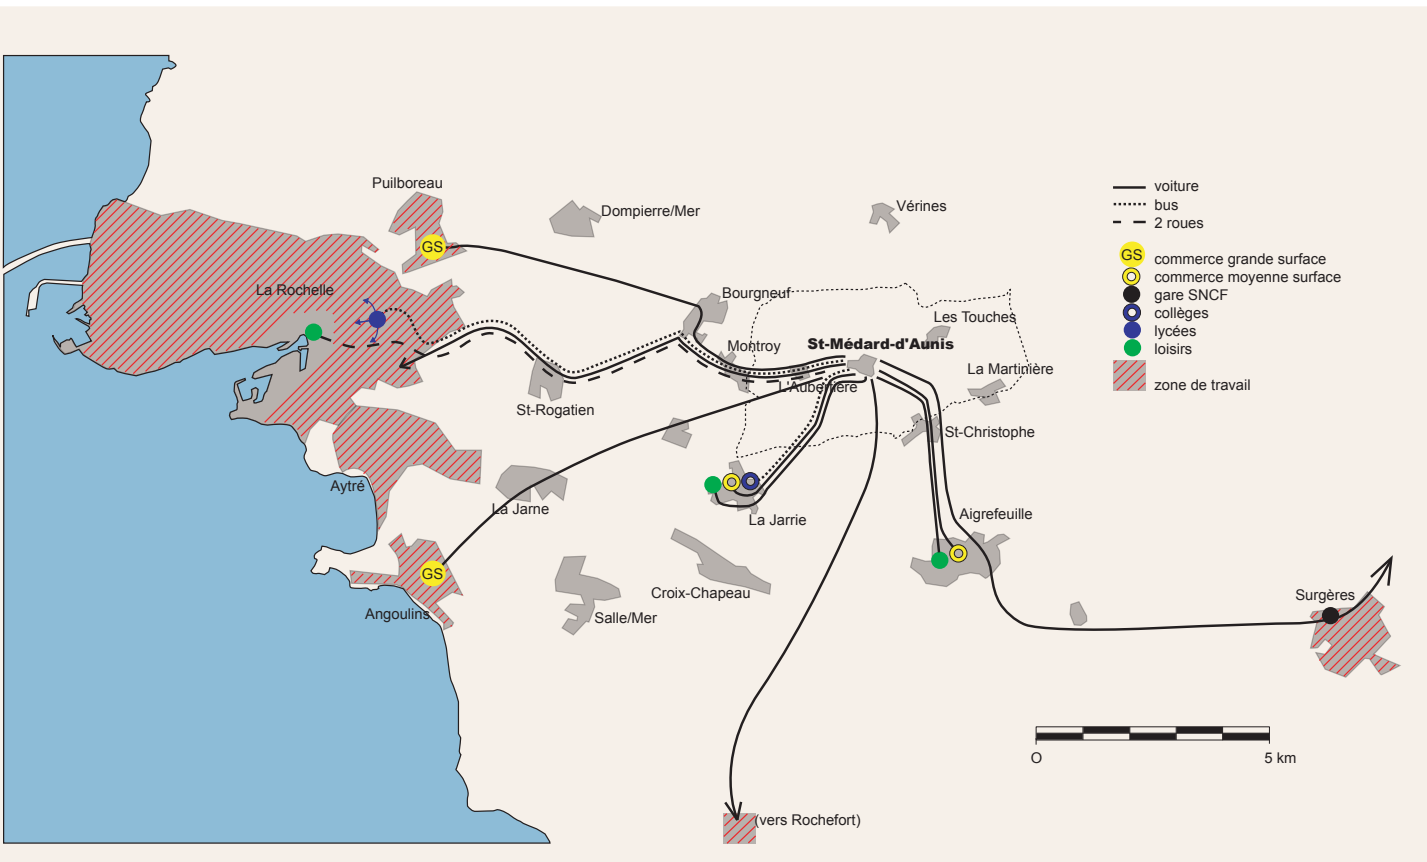 Puilboreau
Dompierre/Mer
Vérines
GS
La Rochelle
Bourgneuf
Les Touches
Montroy
St-Médard-d'Aunis
La Martinière
L'Aubertière
St-Rogatien
St-Christophe
Aytré
La Jarne
La Jarrie
Aigrefeuille
GS
Angoulins
Croix-Chapeau
Salle/Mer
Surgères
(vers Rochefort)
voiture
bus
2 roues
GS commerce grande surface
commerce moyenne surface
gare SNCF
collèges
lycées
loisirs
zone de travail
O 5 km